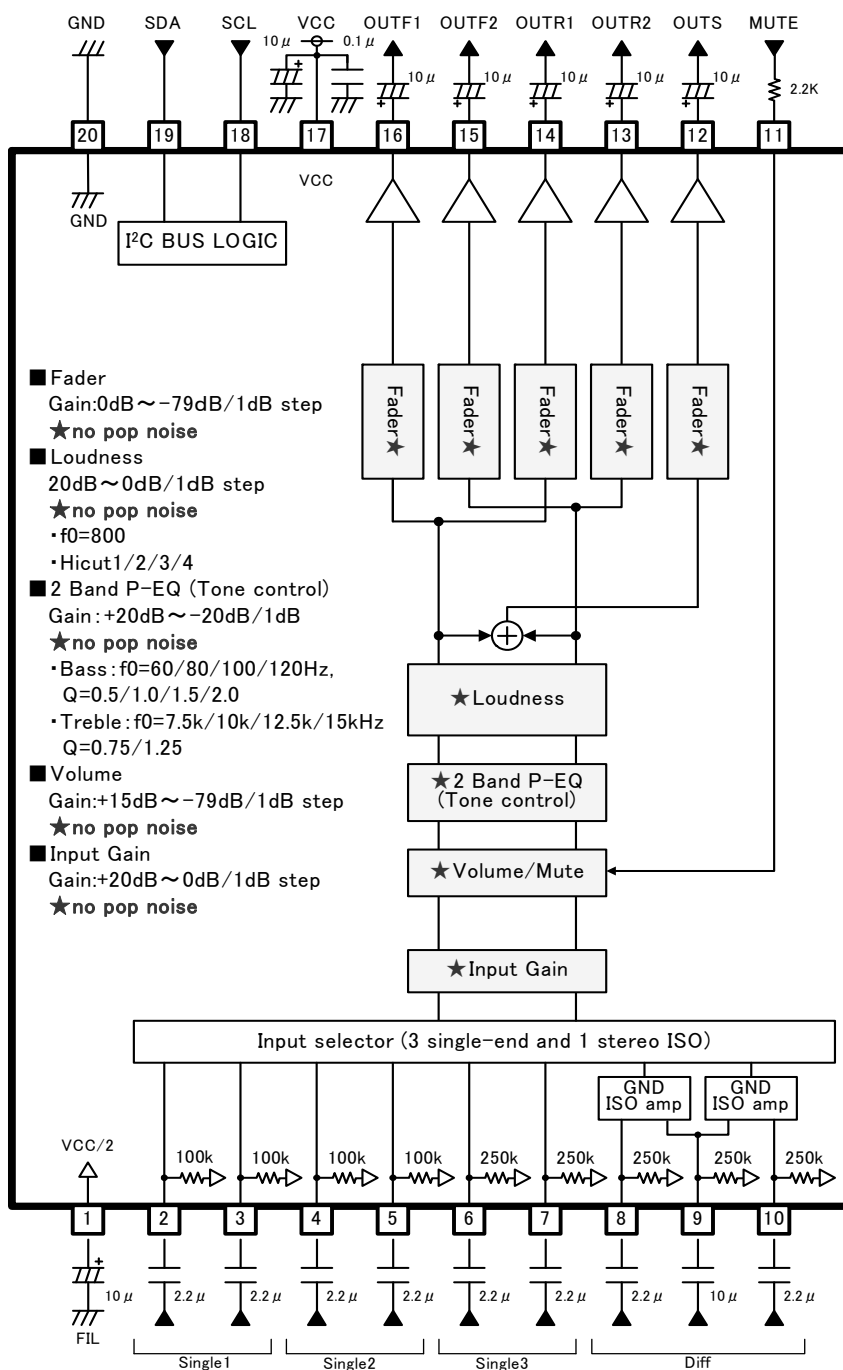 GND SDA SCL VCC OUTF1 OUTF2 OUTR1 OUTR2 OUTS MUTE
10μ 0.1μ
+
10μ 10μ 10μ 10μ 10μ 2.2K
+ + + + +
20 19 18 17 16 15 14 13 12 11
VCC
GND
I²C BUS LOGIC
■Fader
Gain:0dB～-79dB/1dB step
★no pop noise
■Loudness
20dB～0dB/1dB step
★no pop noise
・f0=800
・Hicut1/2/3/4
■2 Band P-EQ (Tone control)
Gain:+20dB～-20dB/1dB
★no pop noise
・Bass:f0=60/80/100/120Hz,
Q=0.5/1.0/1.5/2.0
・Treble:f0=7.5k/10k/12.5k/15kHz
Q=0.75/1.25
■Volume
Gain:+15dB～-79dB/1dB step
★no pop noise
■Input Gain
Gain:+20dB～0dB/1dB step
★no pop noise
Fader★ Fader★ Fader★ Fader★ Fader★
+
★Loudness
★2 Band P-EQ
(Tone control)
★Volume/Mute
★Input Gain
Input selector (3 single-end and 1 stereo ISO)
GND
ISO amp
GND
ISO amp
VCC/2
100k 100k 100k 100k 250k 250k 250k 250k 250k
1 2 3 4 5 6 7 8 9 10
+
10μ 2.2μ 2.2μ 2.2μ 2.2μ 2.2μ 2.2μ 2.2μ 10μ 2.2μ
FIL
Single1 Single2 Single3 Diff